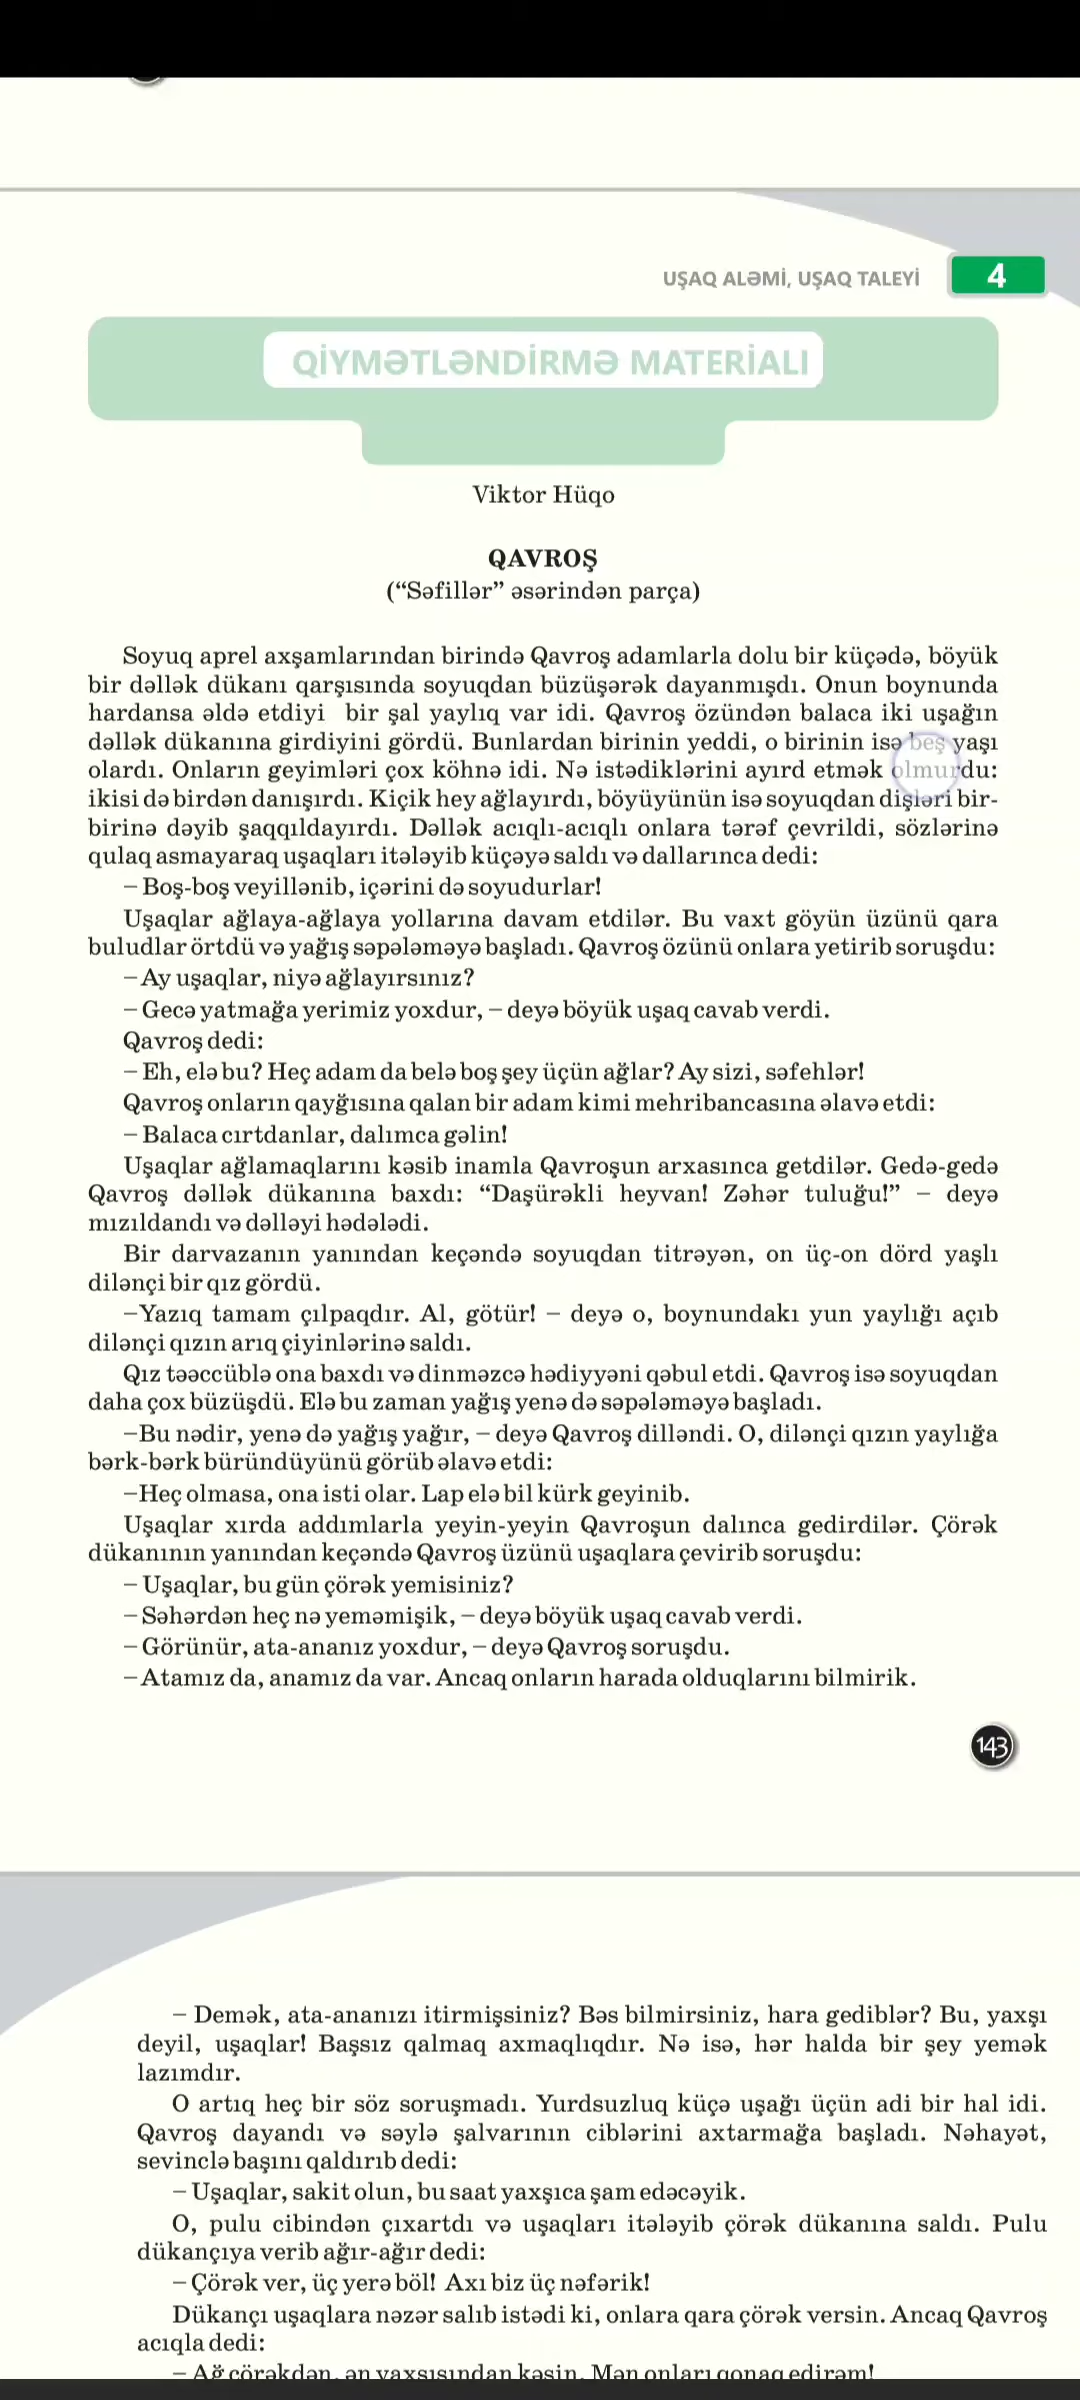 UŞAQ ALƏMİ, UŞAQ TALEYİ
4
QİYMƏTLƏNDİRMƏ MATERİALI
Viktor Hüqo
QAVROŞ
(“Səfillər” əsərindən parça)
Soyuq aprel axşamlarından birində Qavroş adamlarla dolu bir küçədə, böyük
bir dəllək dükanı qarşısında soyuqdan büzüşərək dayanmışdı. Onun boynunda
hardansa əldə etdiyi bir şal yaylıq var idi. Qavroş özündən balaca iki uşağın
dəllək dükanına girdiyini gördü. Bunlardan birinin yeddi, o birinin isə beş yaşı
olardı. Onların geyimləri çox köhnə idi. Nə istədiklərini ayırd etmək olmurdu:
ikisi də birdən danışırdı. Kiçik hey ağlayırdı, böyüyünün isə soyuqdan dişləri bir-
birinə dəyib şaqqıldayırdı. Dəllək acıqlı-acıqlı onlara tərəf çevrildi, sözlərinə
qulaq asmayaraq uşaqları itələyib küçəyə saldı və dallarınca dedi:
– Boş-boş veyillənib, içərini də soyudurlar!
Uşaqlar ağlaya-ağlaya yollarına davam etdilər. Bu vaxt göyün üzünü qara
buludlar örtdü və yağış səpələməyə başladı. Qavroş özünü onlara yetirib soruşdu:
– Ay uşaqlar, niyə ağlayırsınız?
– Gecə yatmağa yerimiz yoxdur, – deyə böyük uşaq cavab verdi.
Qavroş dedi:
– Eh, elə bu? Heç adam da belə boş şey üçün ağlar? Ay sizi, səfehlər!
Qavroş onların qayğısına qalan bir adam kimi mehribancasına əlavə etdi:
– Balaca cırtdanlar, dalımca gəlin!
Uşaqlar ağlamaqlarını kəsib inamla Qavroşun arxasınca getdilər. Gedə-gedə
Qavroş dəllək dükanına baxdı: “Daşürəkli heyvan! Zəhər tuluğu!” – deyə
mızıldandı və dəlləyi hədələdi.
Bir darvazanın yanından keçəndə soyuqdan titrəyən, on üç-on dörd yaşlı
dilənçi bir qız gördü.
–Yazıq tamam çılpaqdır. Al, götür! – deyə o, boynundakı yun yaylığı açıb
dilənçi qızın arıq çiyinlərinə saldı.
Qız təəccüblə ona baxdı və dinməzcə hədiyyəni qəbul etdi. Qavroş isə soyuqdan
daha çox büzüşdü. Elə bu zaman yağış yenə də səpələməyə başladı.
–Bu nədir, yenə də yağış yağır, – deyə Qavroş dilləndi. O, dilənçi qızın yaylığa
bərk-bərk büründüyünü görüb əlavə etdi:
–Heç olmasa, ona isti olar. Lap elə bil kürk geyinib.
Uşaqlar xırda addımlarla yeyin-yeyin Qavroşun dalınca gedirdilər. Çörək
dükanının yanından keçəndə Qavroş üzünü uşaqlara çevirib soruşdu:
– Uşaqlar, bu gün çörək yemisiniz?
– Səhərdən heç nə yeməmişik, – deyə böyük uşaq cavab verdi.
– Görünür, ata-ananız yoxdur, – deyə Qavroş soruşdu.
– Atamız da, anamız da var. Ancaq onların harada olduqlarını bilmirik.
143
– Demək, ata-ananızı itirmişsiniz? Bəs bilmirsiniz, hara gediblər? Bu, yaxşı
deyil, uşaqlar! Başsız qalmaq axmaqlıqdır. Nə isə, hər halda bir şey yemək
lazımdır.
O artıq heç bir söz soruşmadı. Yurdsuzluq küçə uşağı üçün adi bir hal idi.
Qavroş dayandı və səylə şalvarının ciblərini axtarmağa başladı. Nəhayət,
sevinclə başını qaldırıb dedi:
– Uşaqlar, sakit olun, bu saat yaxşıca şam edəcəyik.
O, pulu cibindən çıxartdı və uşaqları itələyib çörək dükanına saldı. Pulu
dükançıya verib ağır-ağır dedi:
– Çörək ver, üç yerə böl! Axı biz üç nəfərik!
Dükançı uşaqlara nəzər salıb istədi ki, onlara qara çörək versin. Ancaq Qavroş
acıqla dedi:
– Ağ çörəkdən, ən yaxşısından kəsin. Mən onları qonaq edirəm!